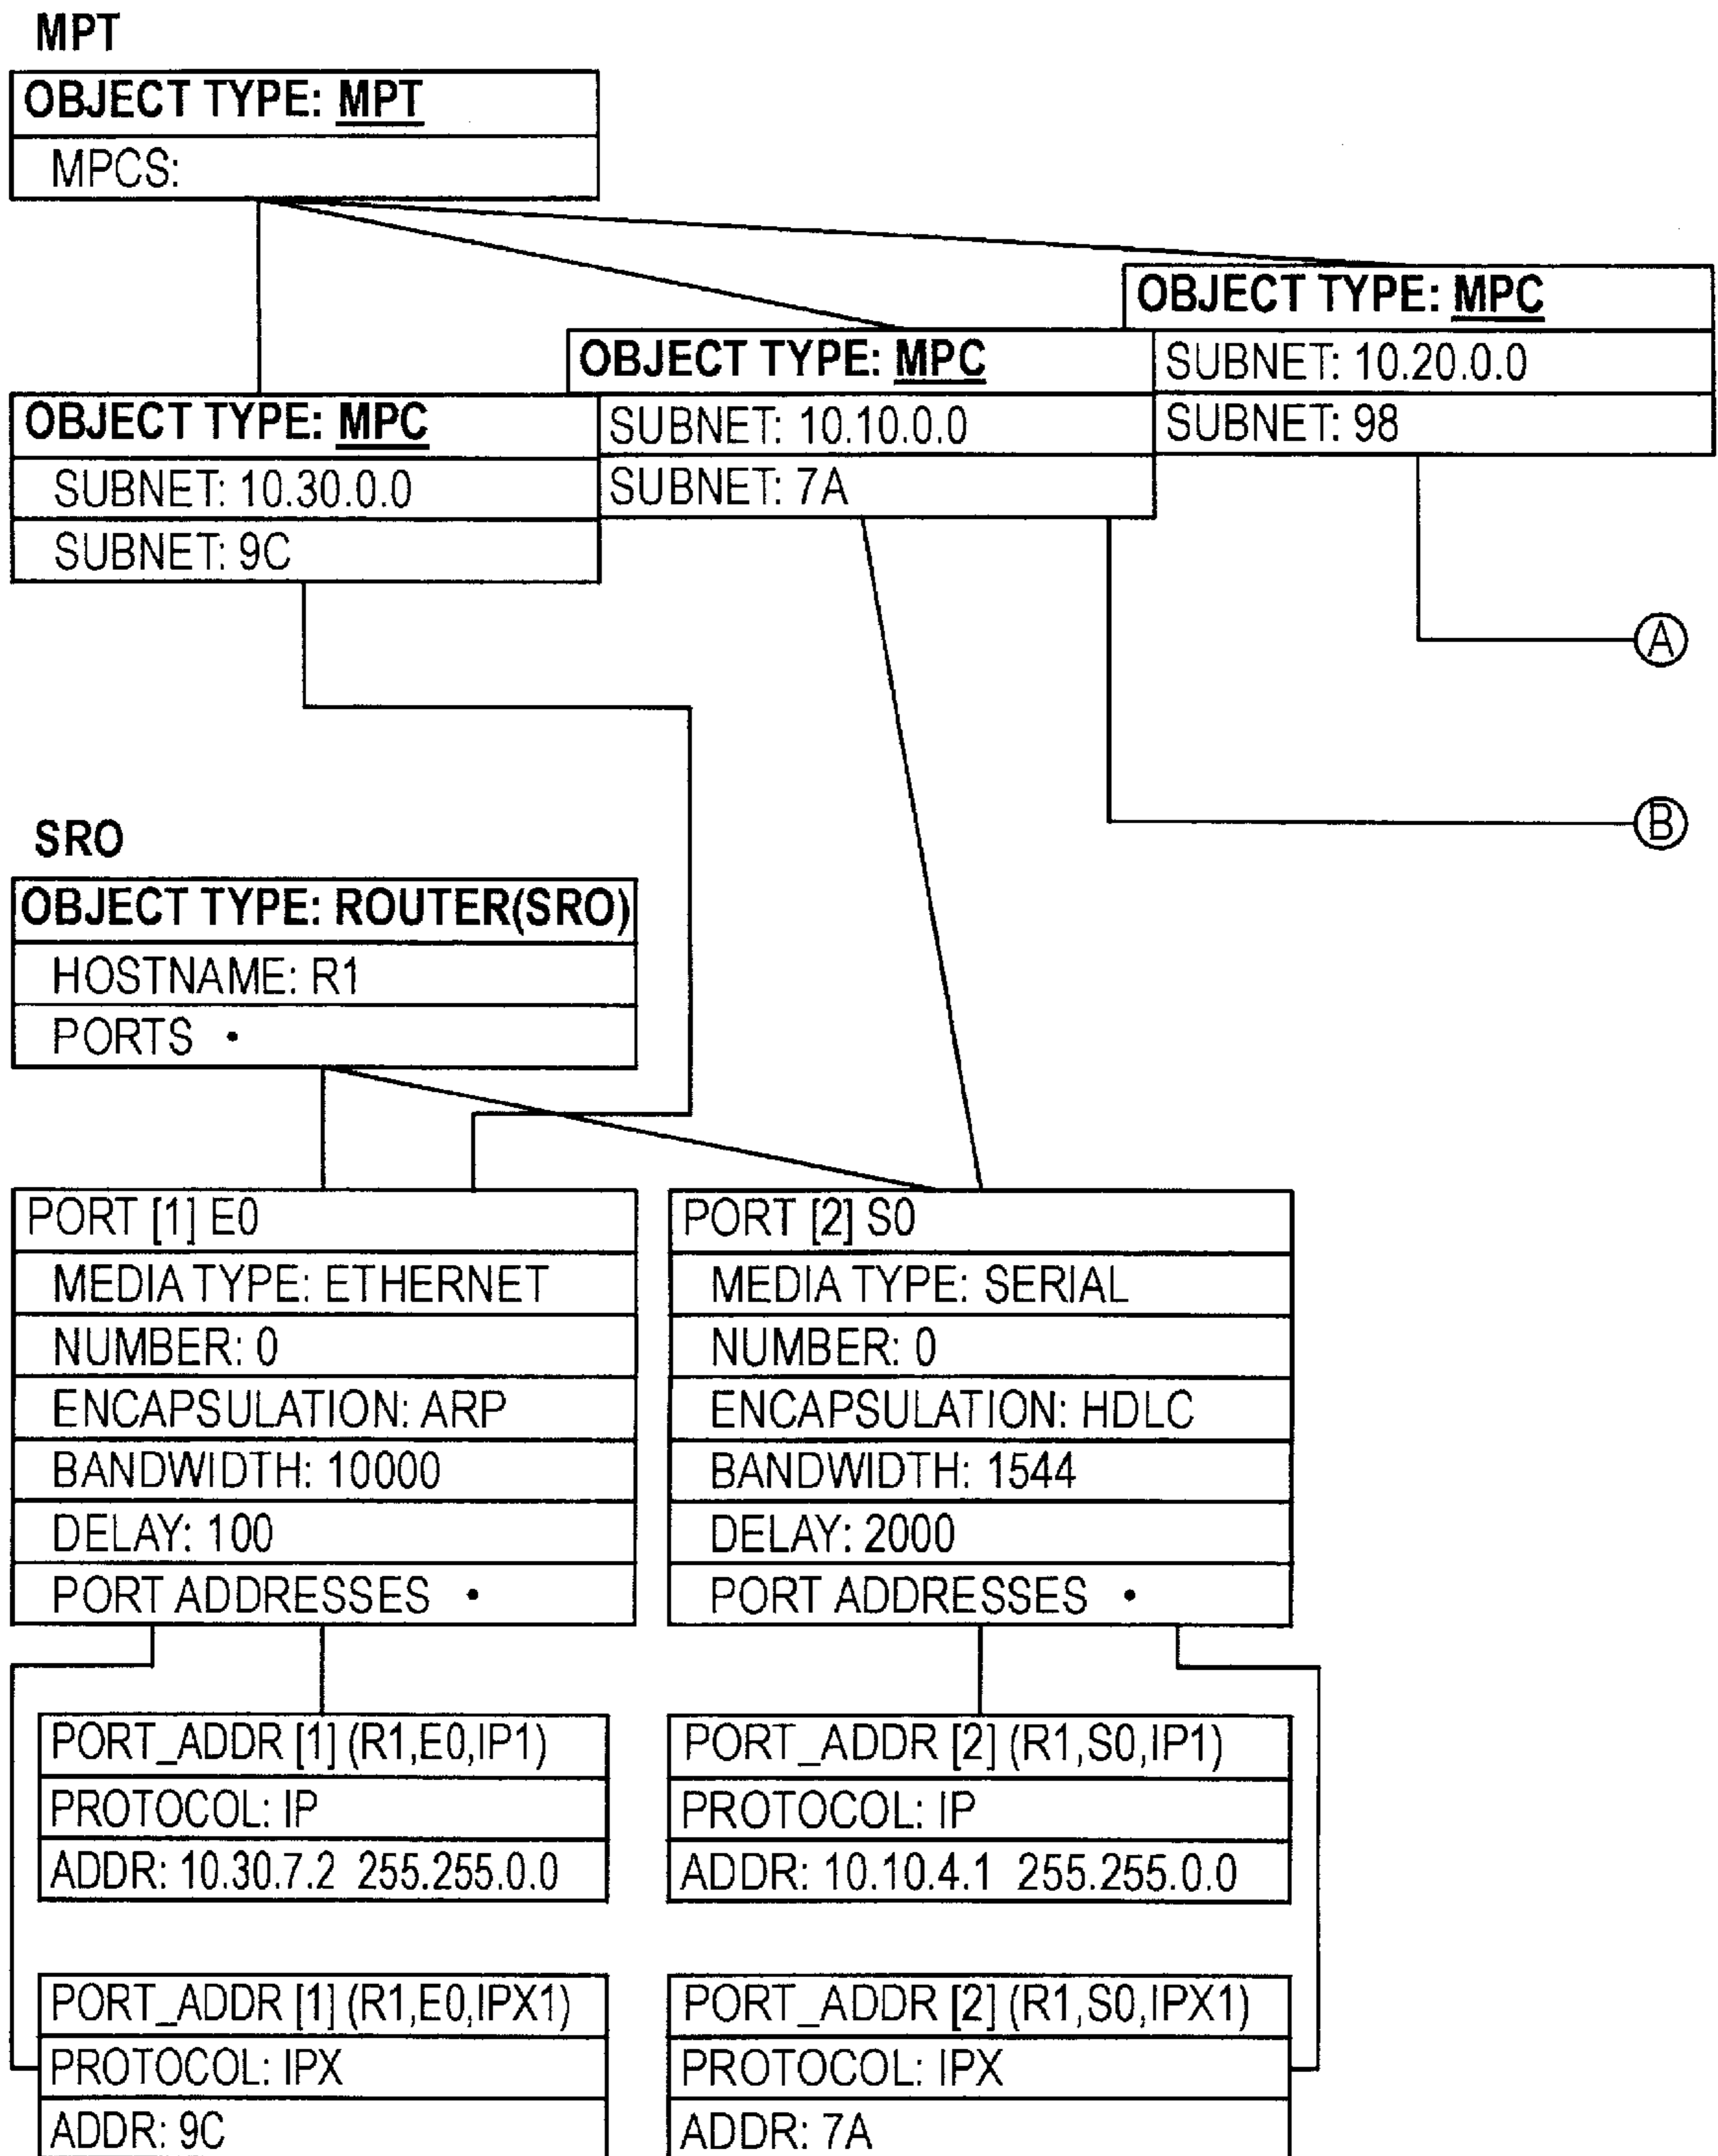 MPT
OBJECT TYPE: MPT
MPCS:
OBJECT TYPE: MPC
SUBNET: 10.20.0.0
SUBNET: 98
OBJECT TYPE: MPC
SUBNET: 10.10.0.0
SUBNET: 7A
OBJECT TYPE: MPC
SUBNET: 10.30.0.0
SUBNET: 9C
A
B
SRO
OBJECT TYPE: ROUTER(SRO)
HOSTNAME: R1
PORTS •
PORT [1] E0
MEDIA TYPE: ETHERNET
NUMBER: 0
ENCAPSULATION: ARP
BANDWIDTH: 10000
DELAY: 100
PORT ADDRESSES •
PORT [2] S0
MEDIA TYPE: SERIAL
NUMBER: 0
ENCAPSULATION: HDLC
BANDWIDTH: 1544
DELAY: 2000
PORT ADDRESSES •
PORT_ADDR [1] (R1,E0,IP1)
PROTOCOL: IP
ADDR: 10.30.7.2 255.255.0.0
PORT_ADDR [2] (R1,S0,IP1)
PROTOCOL: IP
ADDR: 10.10.4.1 255.255.0.0
PORT_ADDR [1] (R1,E0,IPX1)
PROTOCOL: IPX
ADDR: 9C
PORT_ADDR [2] (R1,S0,IPX1)
PROTOCOL: IPX
ADDR: 7A